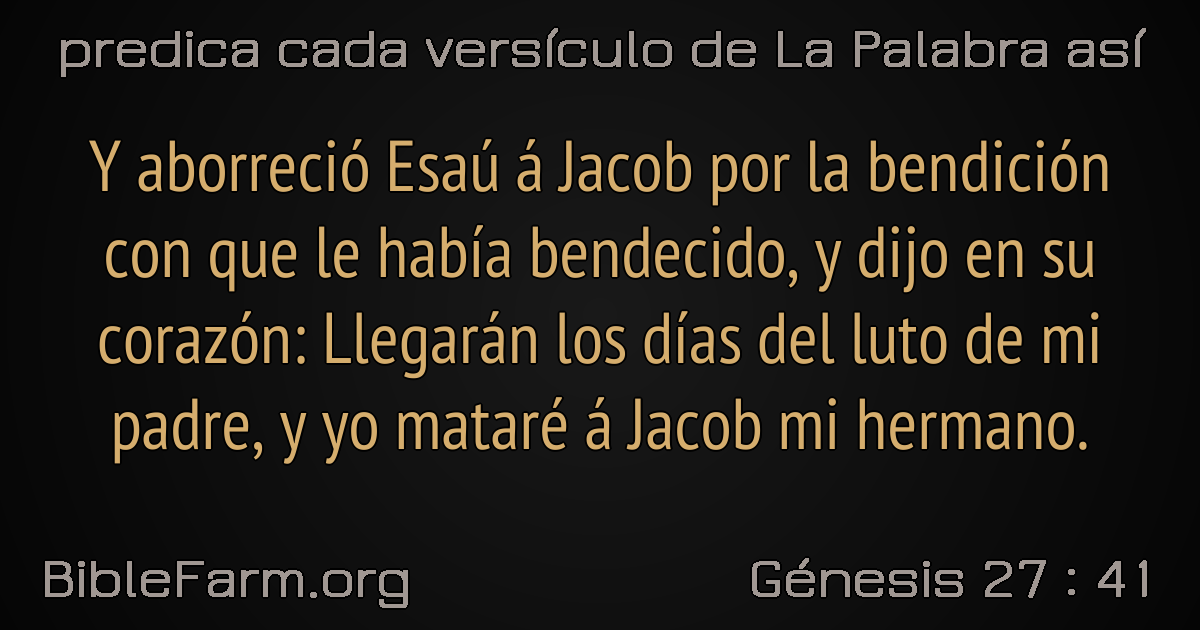 predica cada versículo de La Palabra así
Y aborreció Esaú á Jacob por la bendición
con que le había bendecido, y dijo en su
corazón: Llegarán los días del luto de mi
padre, y yo mataré á Jacob mi hermano.
BibleFarm.org
Génesis 27 : 41